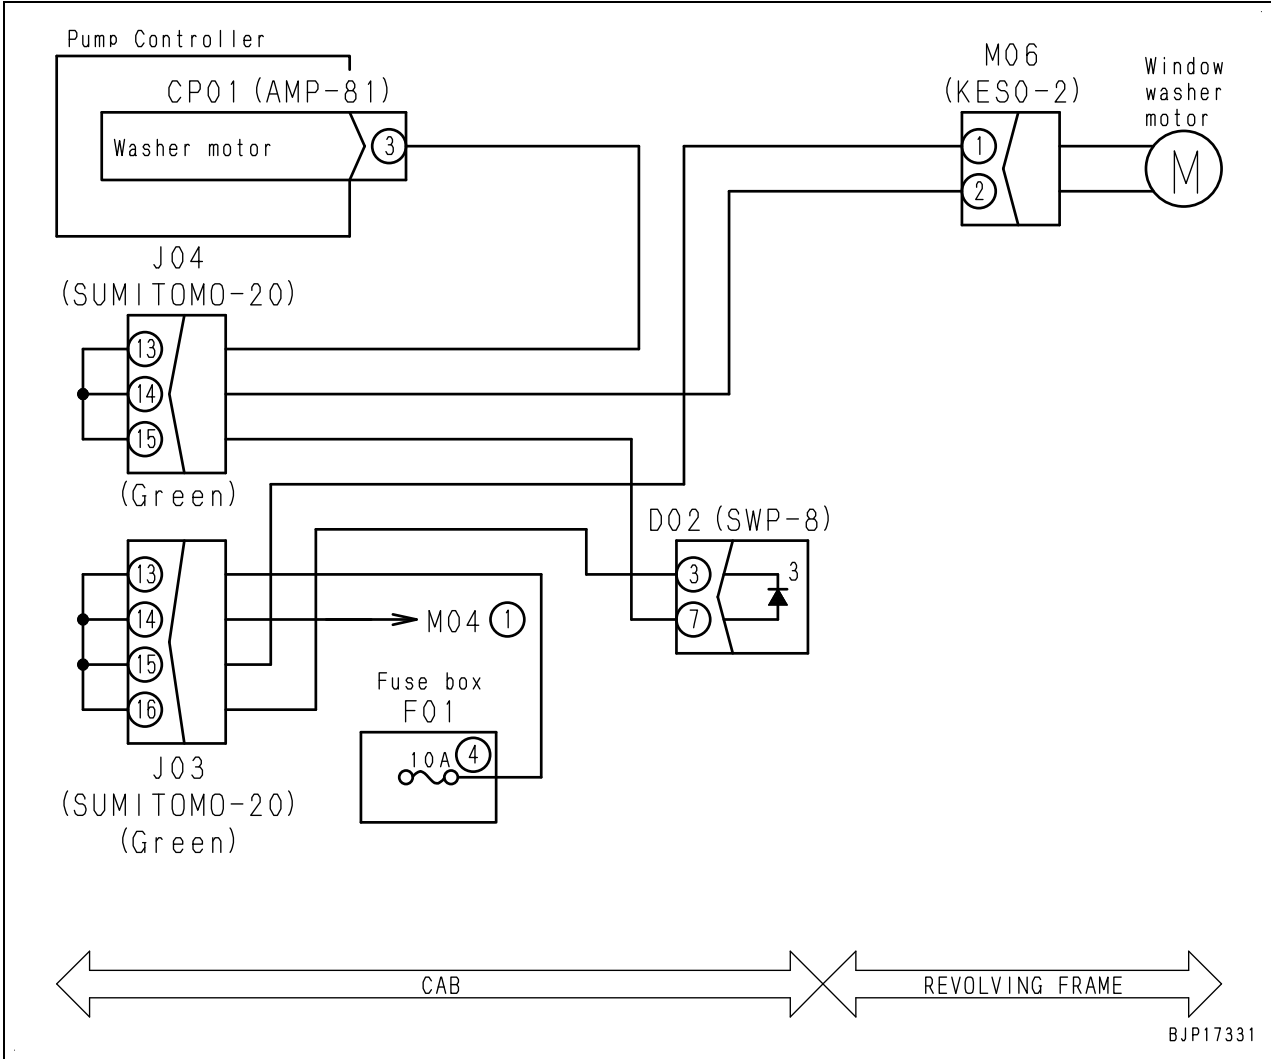 Pump Controller
CP01 (AMP-81)
Washer motor
3
M06
(KES0-2)
1
2
Window
washer
motor
M
J04
(SUMITOMO-20)
13
14
15
(Green)
D02 (SWP-8)
3
7
3
13
14
15
16
M04 1
Fuse box
F01
10A 4
J03
(SUMITOMO-20)
(Green)
CAB
REVOLVING FRAME
BJP17331